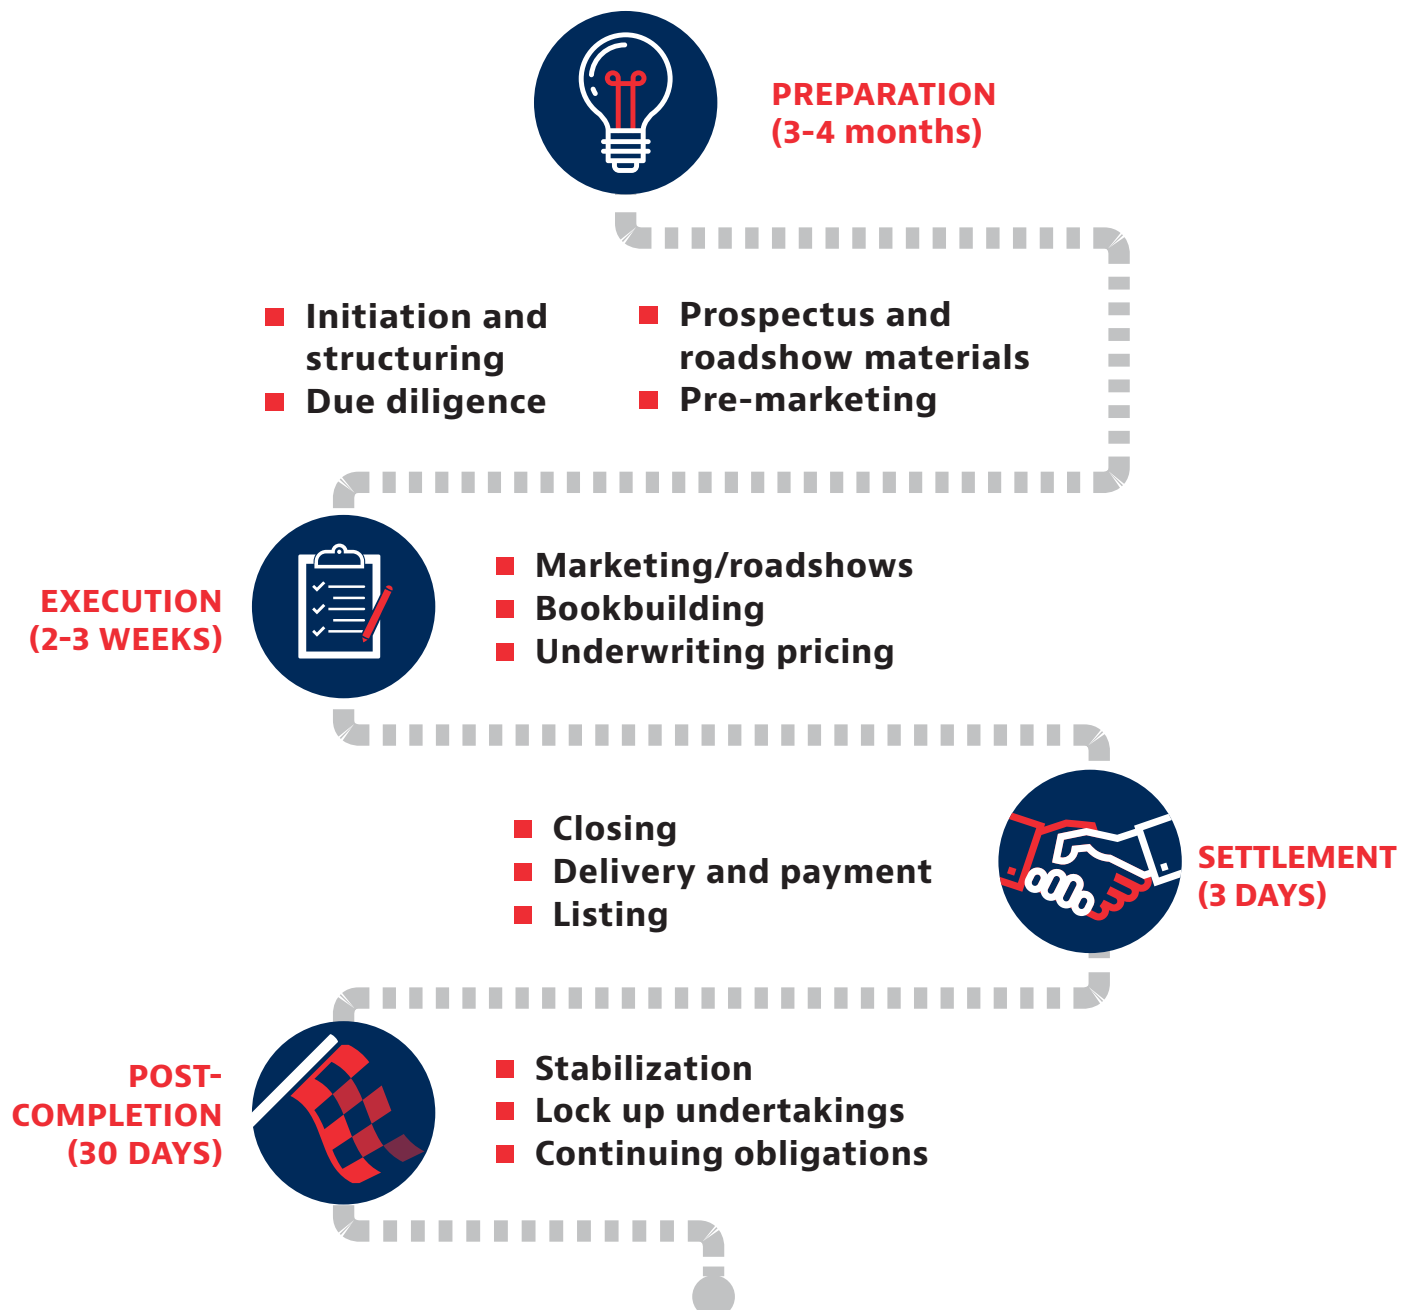 PREPARATION
(3-4 months)
Initiation and
structuring
Due diligence
Prospectus and
roadshow materials
Pre-marketing
EXECUTION
(2-3 WEEKS)
Marketing/roadshows
Bookbuilding
Underwriting pricing
Closing
Delivery and payment
Listing
SETTLEMENT
(3 DAYS)
POST-
COMPLETION
(30 DAYS)
Stabilization
Lock up undertakings
Continuing obligations